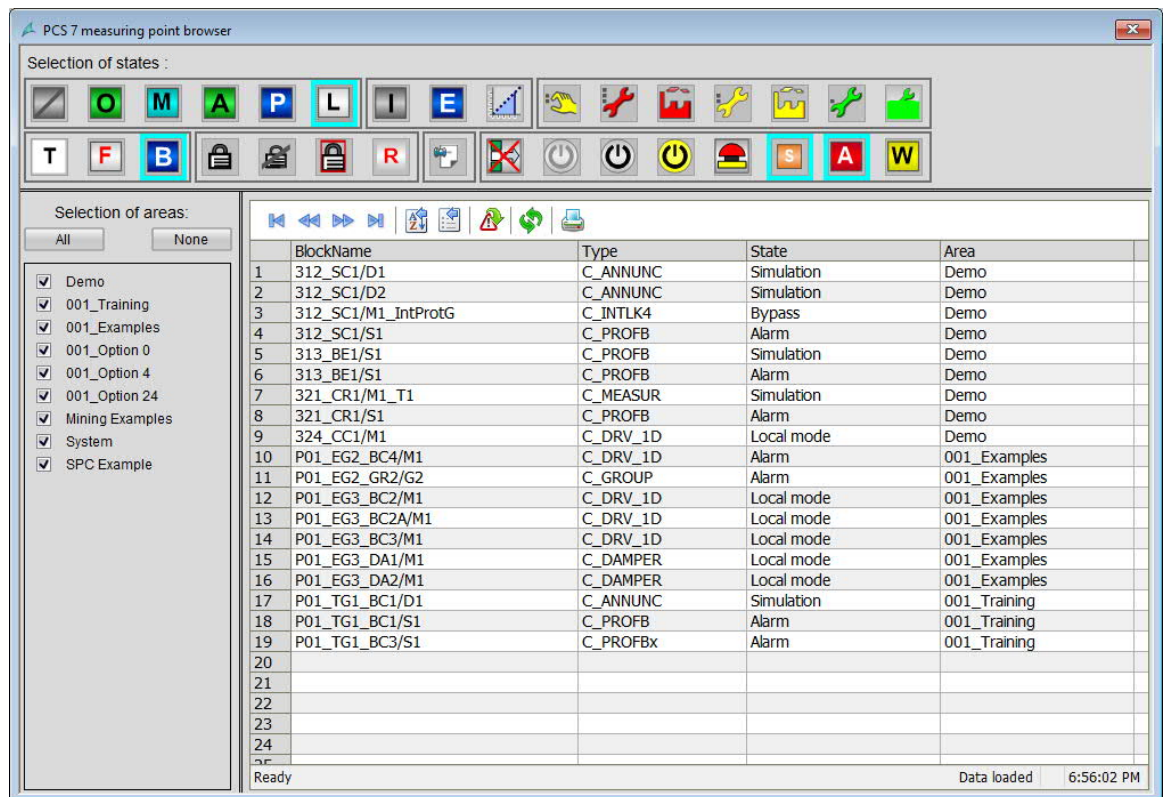 PCS 7 measuring point browser
Selection of states :
O M A P L I E
T F B R S A W
Selection of areas:
All None
Demo
001_Training
001_Examples
001_Option 0
001_Option 4
001_Option 24
Mining Examples
System
SPC Example
A Z
BlockName Type State Area
1 312_SC1/D1 C_ANNUNC Simulation Demo
2 312_SC1/D2 C_ANNUNC Simulation Demo
3 312_SC1/M1_IntProtG C_INTLK4 Bypass Demo
4 312_SC1/S1 C_PROFB Alarm Demo
5 313_BE1/S1 C_PROFB Simulation Demo
6 313_BE1/S1 C_PROFB Alarm Demo
7 321_CR1/M1_T1 C_MEASUR Simulation Demo
8 321_CR1/S1 C_PROFB Alarm Demo
9 324_CC1/M1 C_DRV_1D Local mode Demo
10 P01_EG2_BC4/M1 C_DRV_1D Alarm 001_Examples
11 P01_EG2_GR2/G2 C_GROUP Alarm 001_Examples
12 P01_EG3_BC2/M1 C_DRV_1D Local mode 001_Examples
13 P01_EG3_BC2A/M1 C_DRV_1D Local mode 001_Examples
14 P01_EG3_BC3/M1 C_DRV_1D Local mode 001_Examples
15 P01_EG3_DA1/M1 C_DAMPER Local mode 001_Examples
16 P01_EG3_DA2/M1 C_DAMPER Local mode 001_Examples
17 P01_TG1_BC1/D1 C_ANNUNC Simulation 001_Training
18 P01_TG1_BC1/S1 C_PROFB Alarm 001_Training
19 P01_TG1_BC3/S1 C_PROFBx Alarm 001_Training
20
21
22
23
24
Ready Data loaded 6:56:02 PM